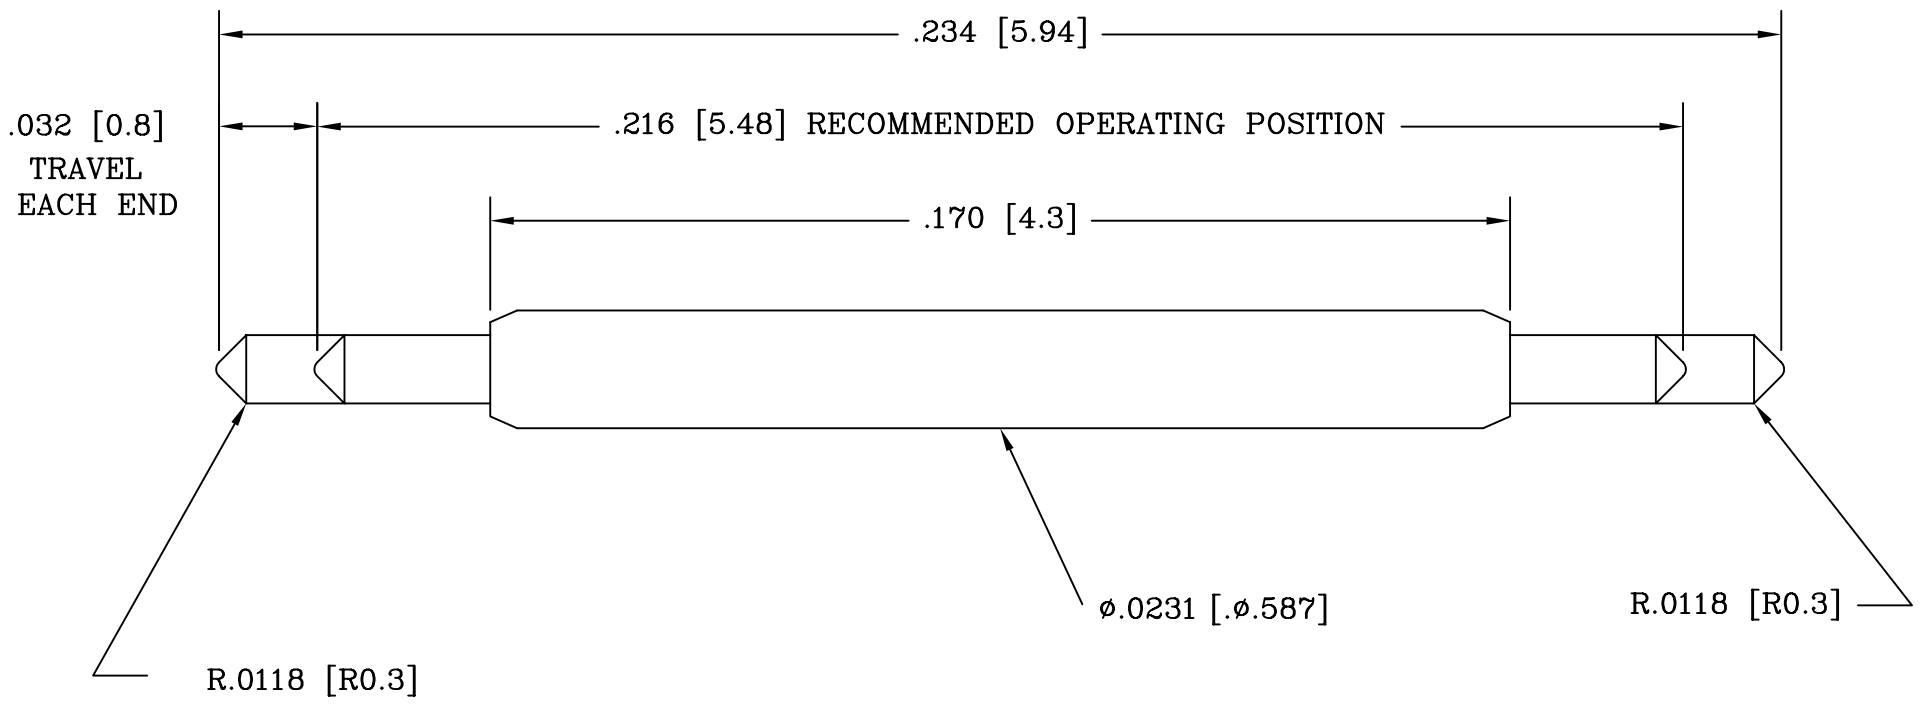 .234 [5.94]
.032 [0.8]
TRAVEL
EACH END
.216 [5.48] RECOMMENDED OPERATING POSITION
.170 [4.3]
ø.0231 [.ø.587]
R.0118 [R0.3]
R.0118 [R0.3]